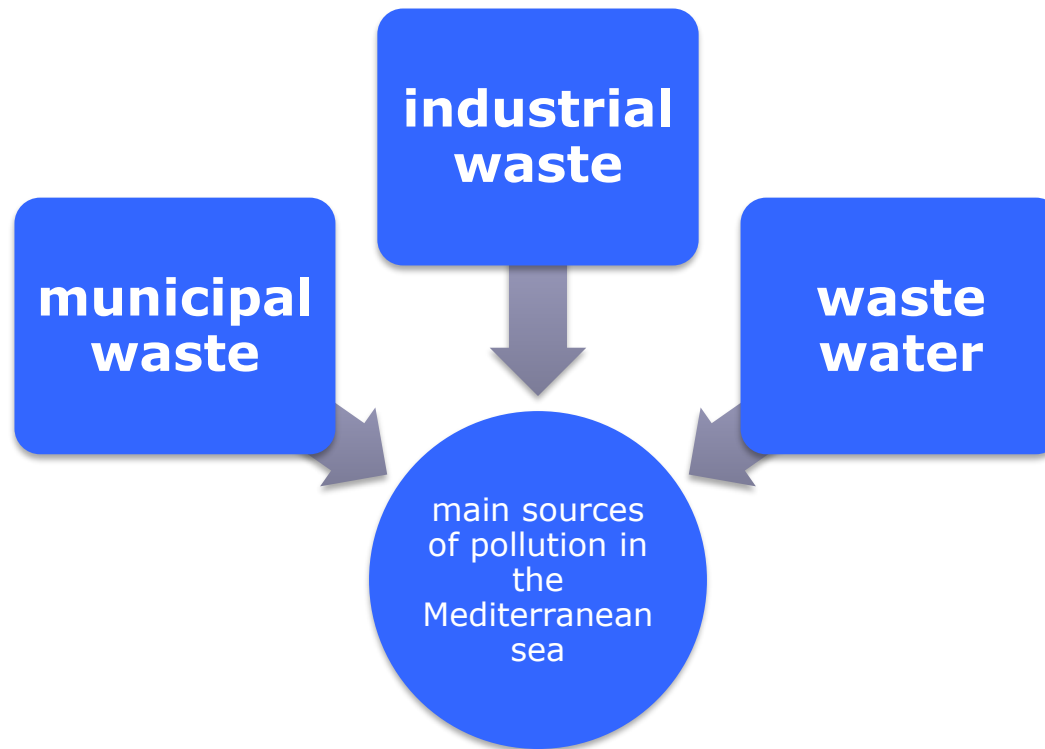 industrial
waste
municipal
waste
waste
water
main sources
of pollution in
the
Mediterranean
sea